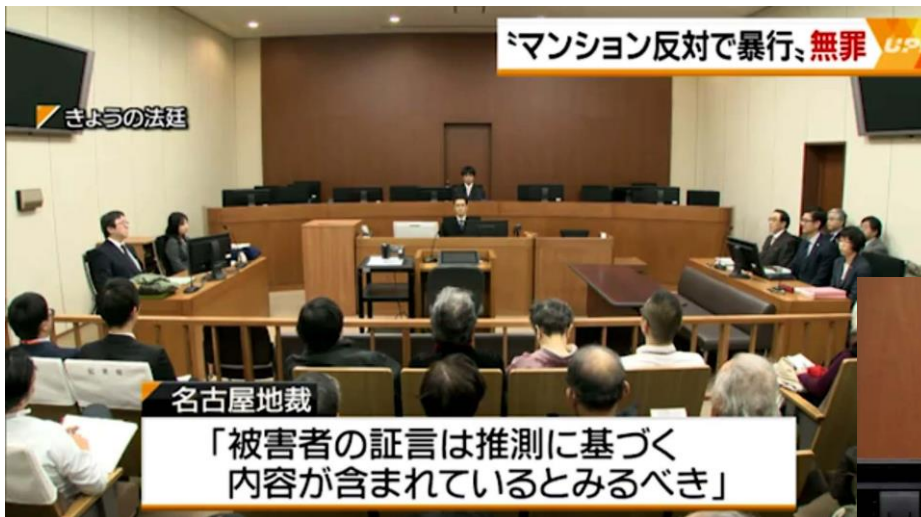 〝マンション反対で暴行〟無罪
UP!
きょうの法廷
名古屋地裁
「被害者の証言は推測に基づく
内容が含まれているとみるべき」